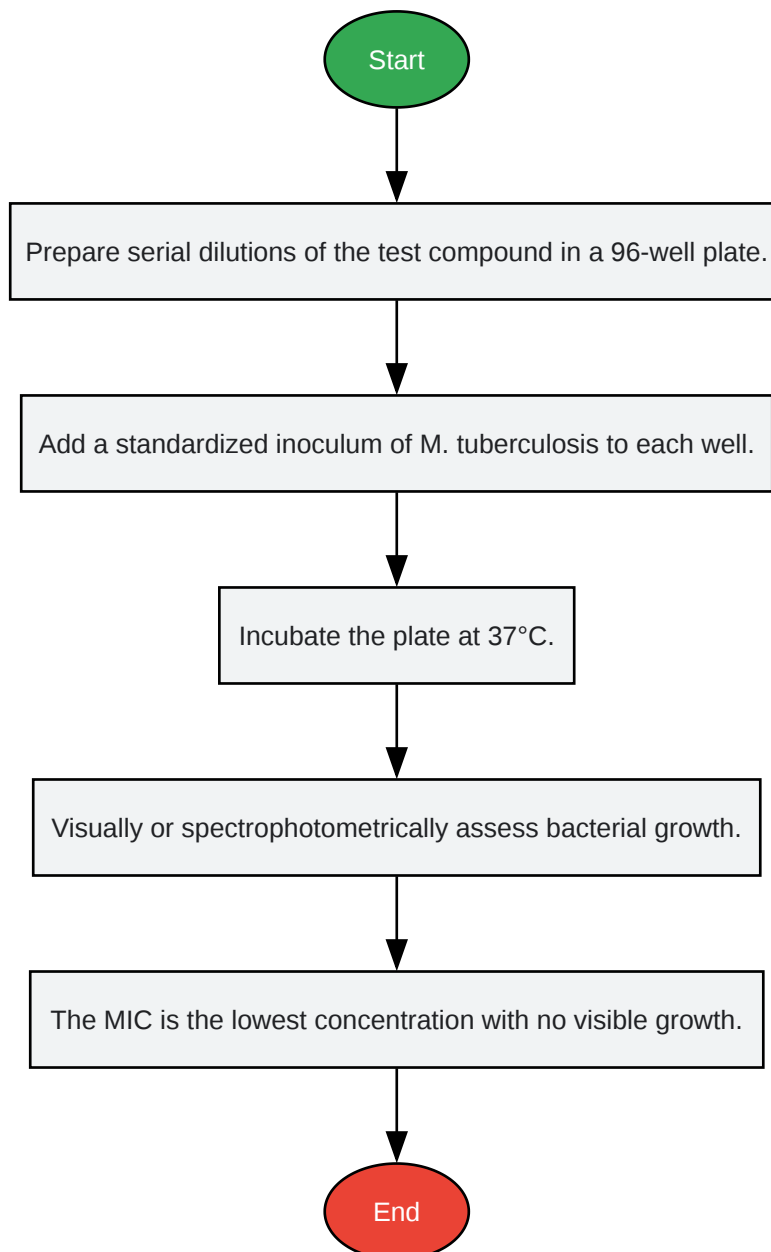 Start
Prepare serial dilutions of the test compound in a 96-well plate.
Add a standardized inoculum of M. tuberculosis to each well.
Incubate the plate at 37°C.
Visually or spectrophotometrically assess bacterial growth.
The MIC is the lowest concentration with no visible growth.
End